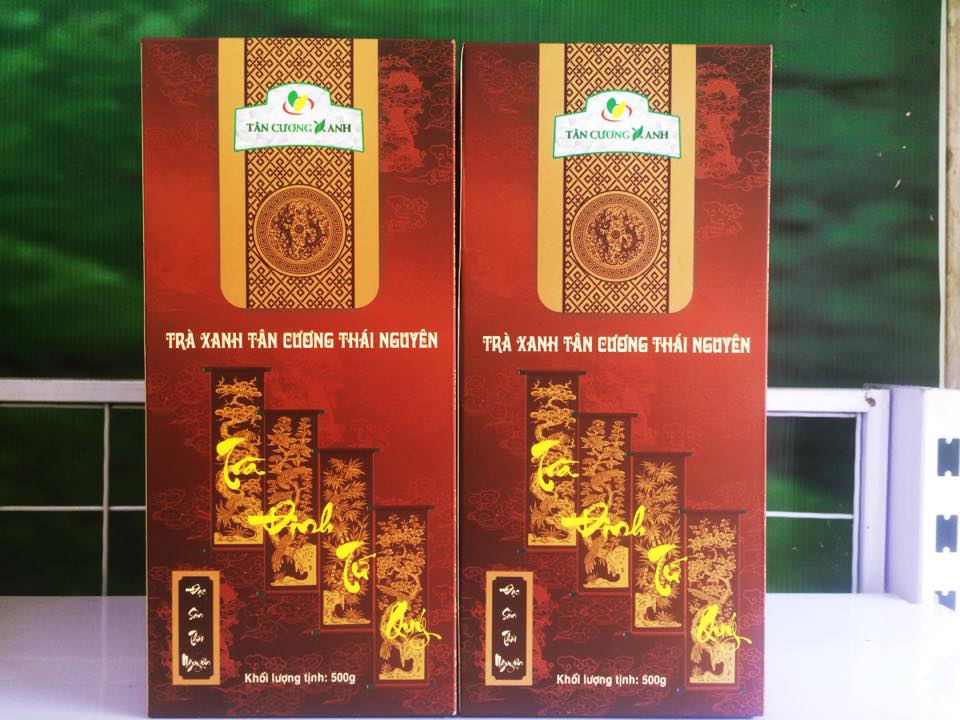 TÂN CƯƠNG XANH
TRÀ XANH TÂN CƯƠNG THÁI NGUYÊN
Trà
Đinh
Tứ
Quý
Đặc
Sản
Thái
Nguyên
Khối lượng tịnh: 500g
TÂN CƯƠNG XANH
TRÀ XANH TÂN CƯƠNG THÁI NGUYÊN
Trà
Đinh
Tứ
Quý
Đặc
Sản
Thái
Nguyên
Khối lượng tịnh: 500g